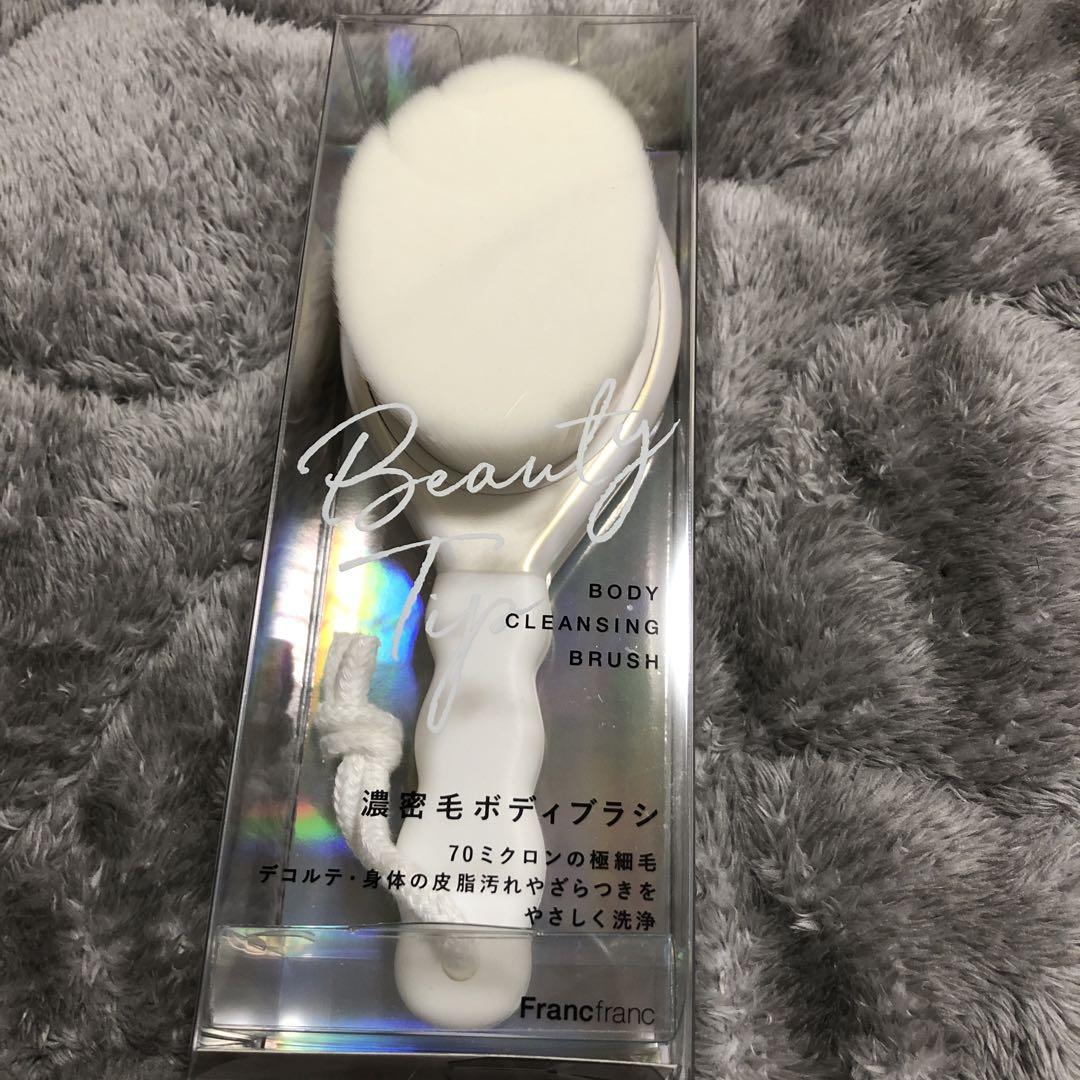 Beauty
Tip
BODY
CLEANSING
BRUSH
濃密毛ボディブラシ
70ミクロンの極細毛
デコルテ・身体の皮脂汚れやざらつきを
やさしく洗浄
Francfranc